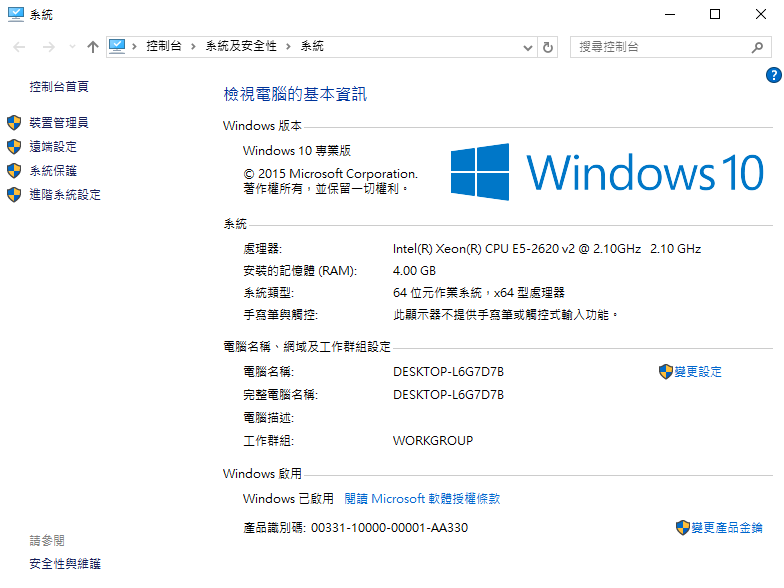 系統
控制台 系統及安全性 系統
搜尋控制台
控制台首頁
裝置管理員
遠端設定
系統保護
進階系統設定
檢視電腦的基本資訊
Windows 版本
Windows 10 專業版
© 2015 Microsoft Corporation.
著作權所有，並保留一切權利。
Windows 10
系統
處理器: Intel(R) Xeon(R) CPU E5-2620 v2 @ 2.10GHz 2.10 GHz
安裝的記憶體 (RAM): 4.00 GB
系統類型: 64 位元作業系統，x64 型處理器
手寫筆與觸控: 此顯示器不提供手寫筆或觸控式輸入功能。
電腦名稱、網域及工作群組設定
電腦名稱: DESKTOP-L6G7D7B 變更設定
完整電腦名稱: DESKTOP-L6G7D7B
電腦描述:
工作群組: WORKGROUP
Windows 啟用
Windows 已啟用 閱讀 Microsoft 軟體授權條款
產品識別碼: 00331-10000-00001-AA330 變更產品金鑰
請參閱
安全性與維護